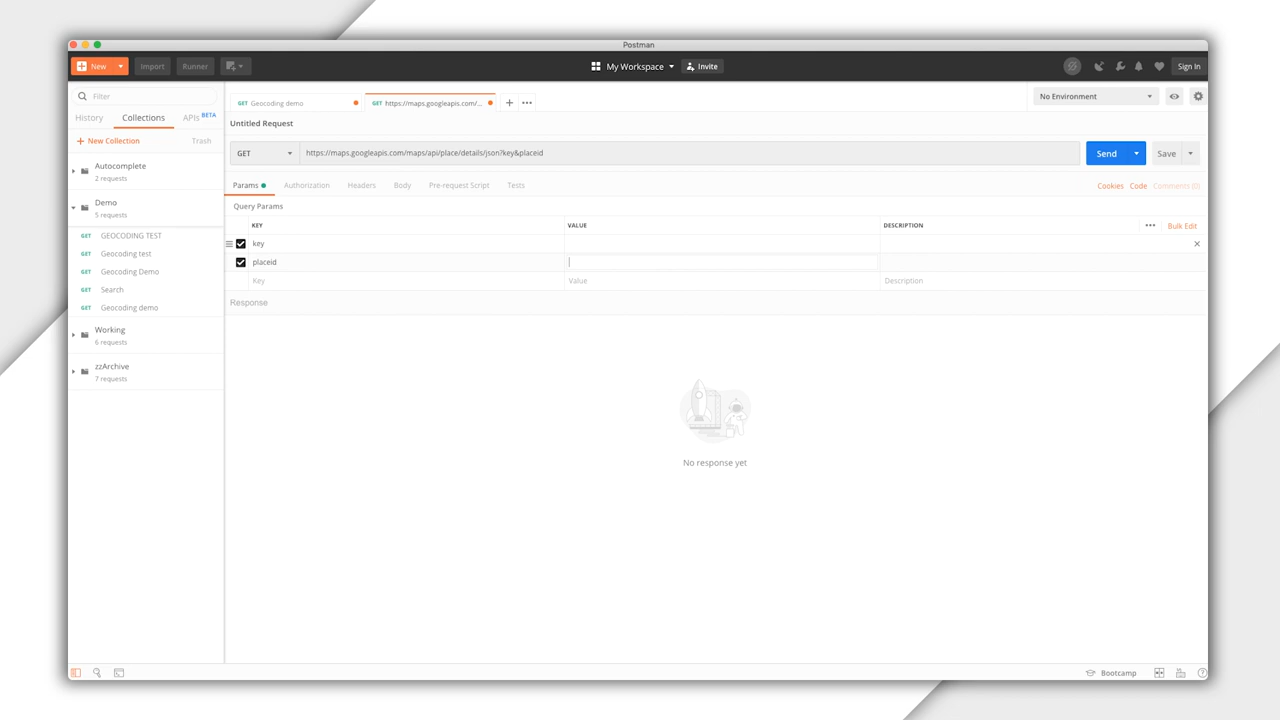 Postman
New
Import
Runner
My Workspace
Invite
Sign In
Filter
GET Geocoding demo
GET https://maps.googleapis.com/...
No Environment
History
Collections
APIs BETA
Untitled Request
New Collection
Trash
GET
https://maps.googleapis.com/maps/api/place/details/json?key&placeid
Send
Save
Autocomplete
2 requests
Params
Authorization
Headers
Body
Pre-request Script
Tests
Cookies
Code
Comments (0)
Demo
5 requests
Query Params
KEY
VALUE
DESCRIPTION
Bulk Edit
GET GEOCODING TEST
key
GET Geocoding test
placeid
GET Geocoding Demo
Key
Value
Description
GET Search
Response
GET Geocoding demo
Working
6 requests
zzArchive
7 requests
No response yet
Bootcamp